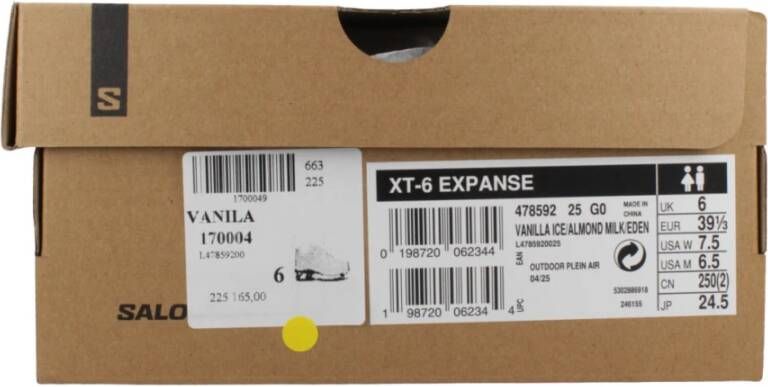 S
663
225
1700049
VANILA
170004
L47859200
6
225 165,00
SALO
XT-6 EXPANSE
478592 25 G0
MADE IN
CHINA
VANILLA ICE/ALMOND MILK/EDEN
L4785920025
0 198720 062344
EAN
OUTDOOR PLEIN AIR
04/25
5302886918
246155
1 98720 06234 4
UPC
UK 6
EUR 39⅓
USA W 7.5
USA M 6.5
CN 250(2)
JP 24.5